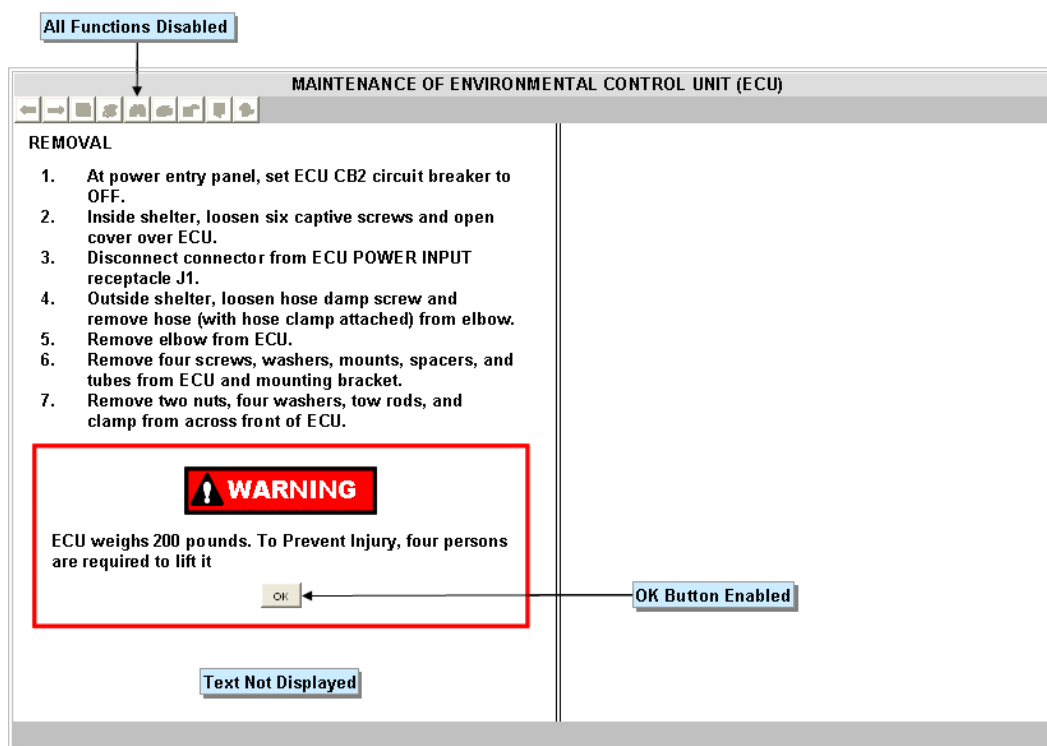 All Functions Disabled
MAINTENANCE OF ENVIRONMENTAL CONTROL UNIT (ECU)
REMOVAL
1. At power entry panel, set ECU CB2 circuit breaker to
OFF.
2. Inside shelter, loosen six captive screws and open
cover over ECU.
3. Disconnect connector from ECU POWER INPUT
receptacle J1.
4. Outside shelter, loosen hose damp screw and
remove hose (with hose clamp attached) from elbow.
5. Remove elbow from ECU.
6. Remove four screws, washers, mounts, spacers, and
tubes from ECU and mounting bracket.
7. Remove two nuts, four washers, tow rods, and
clamp from across front of ECU.
WARNING
ECU weighs 200 pounds. To Prevent Injury, four persons
are required to lift it
OK
OK Button Enabled
Text Not Displayed